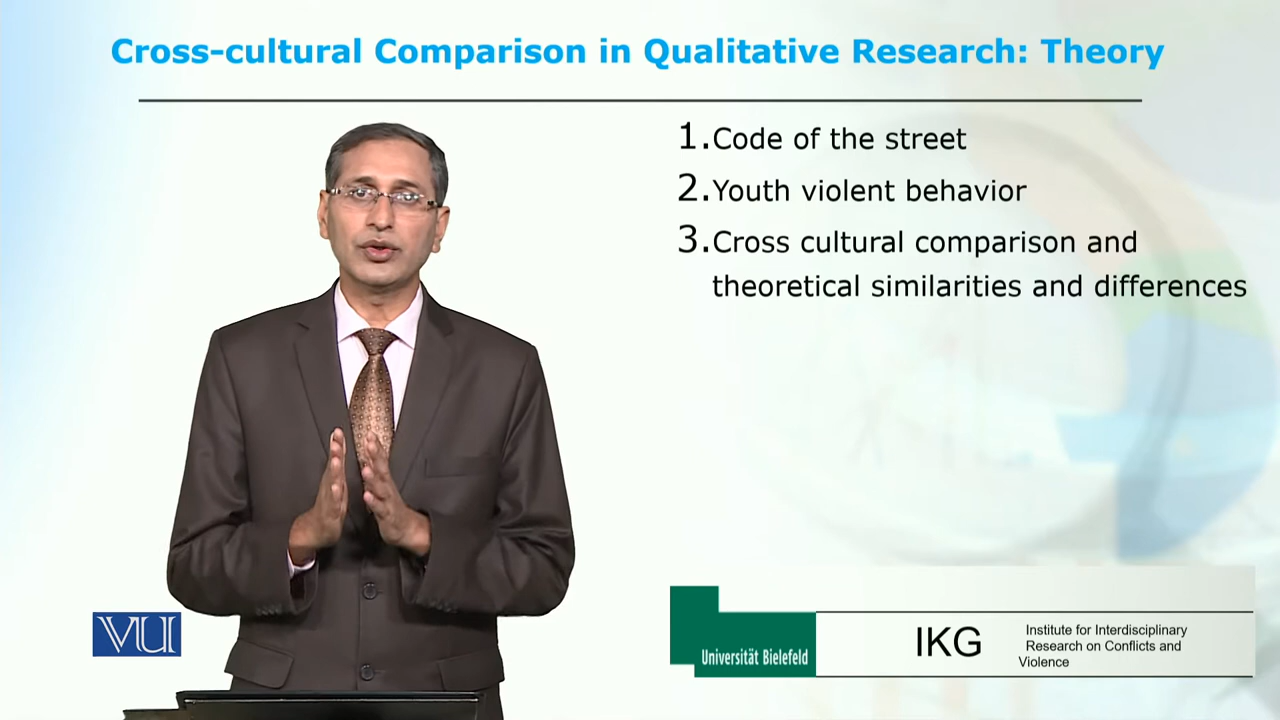 Cross-cultural Comparison in Qualitative Research: Theory
1.Code of the street
2.Youth violent behavior
3.Cross cultural comparison and
theoretical similarities and differences
VU
Universität Bielefeld
IKG
Institute for Interdisciplinary
Research on Conflicts and
Violence